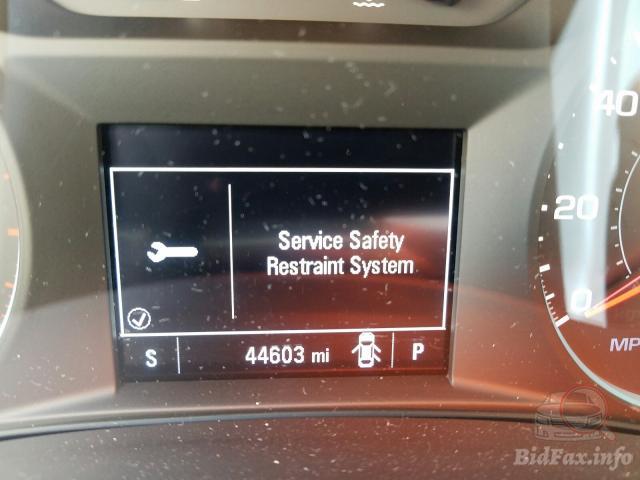 40
Service Safety
Restraint System
20
0
S 44603 mi P
MP
BidFax.info